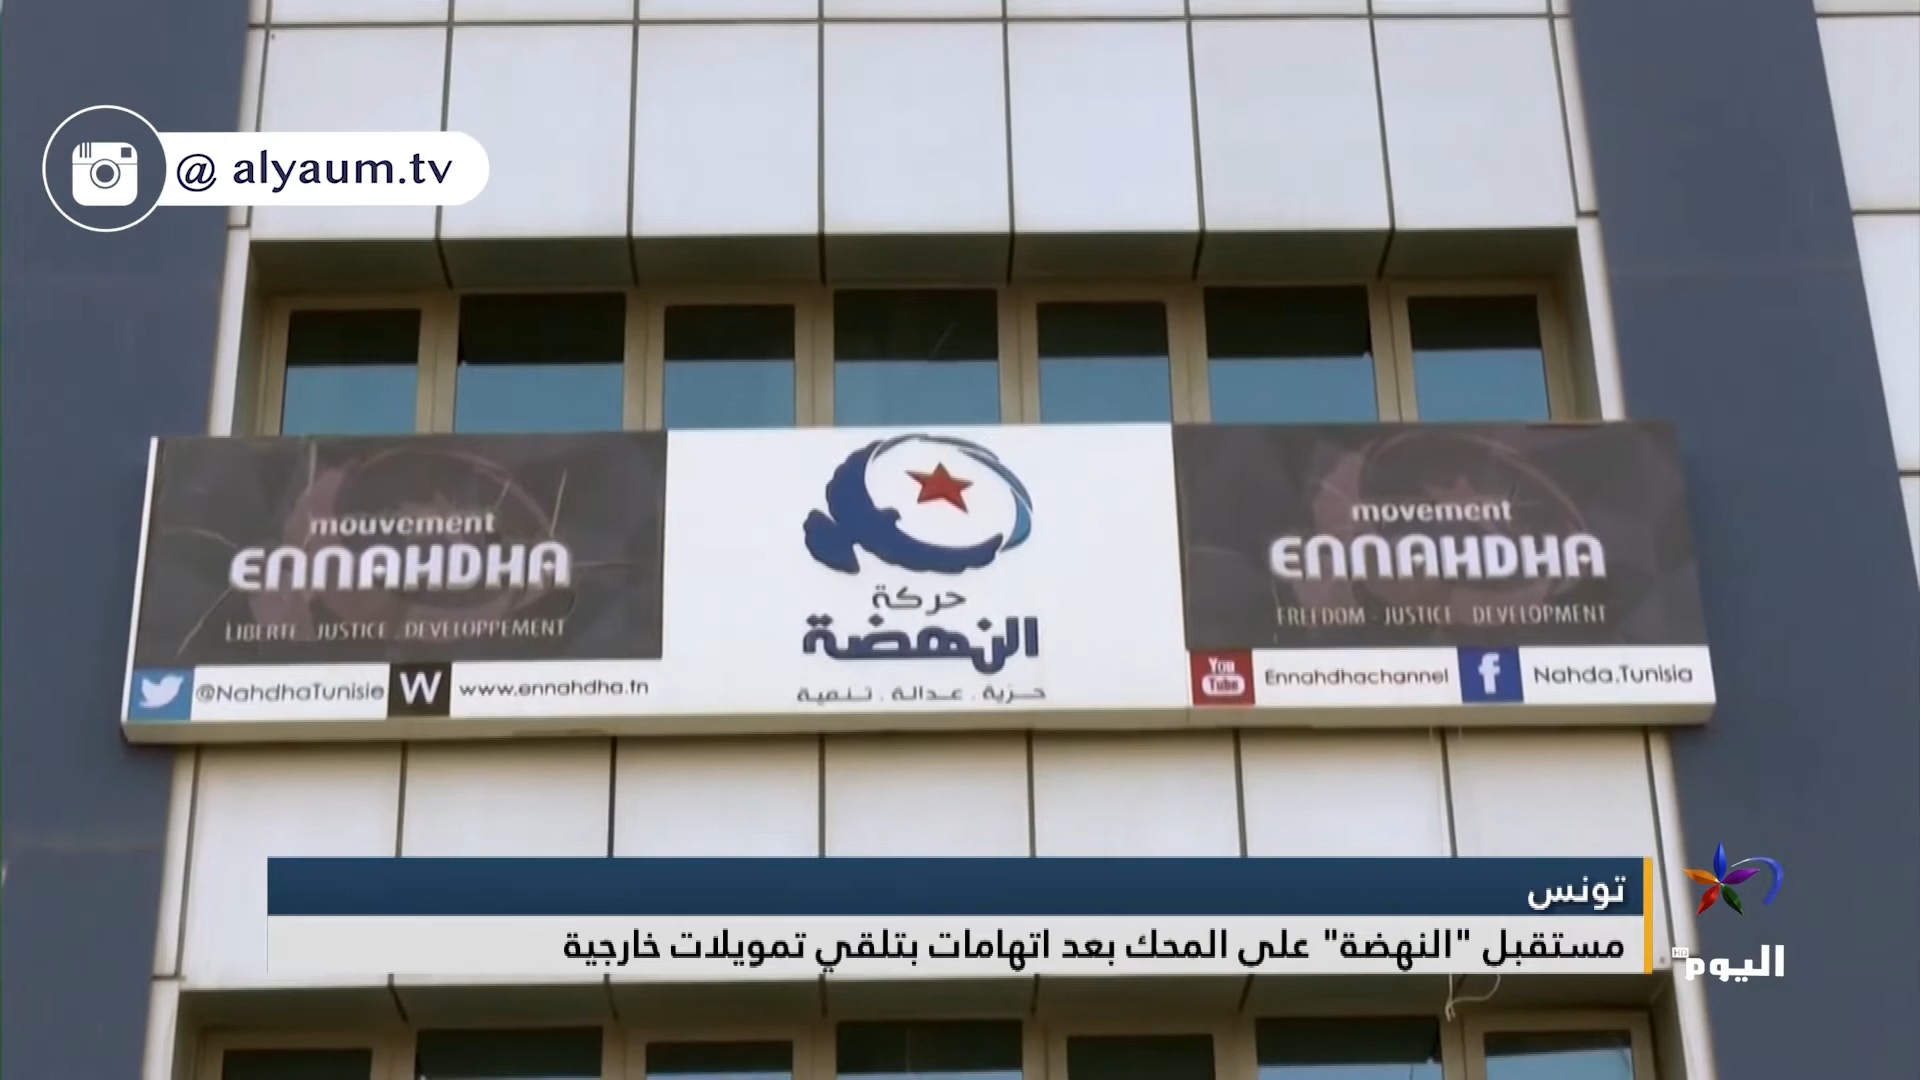 @ alyaum.tv
mouvement
ENNAHDHA
LIBERTE . JUSTICE . DEVELOPPEMENT
@NahdhaTunisie
W
www.ennahdha.tn
حركة
النهضة
حرية . عدالة . تنمية
movement
ENNAHDHA
FREEDOM - JUSTICE . DEVELOPMENT
You Tube
Ennahdhachannel
f
Nahda.Tunisia
تونس
مستقبل "النهضة" على المحك بعد اتهامات بتلقي تمويلات خارجية
اليوم HD